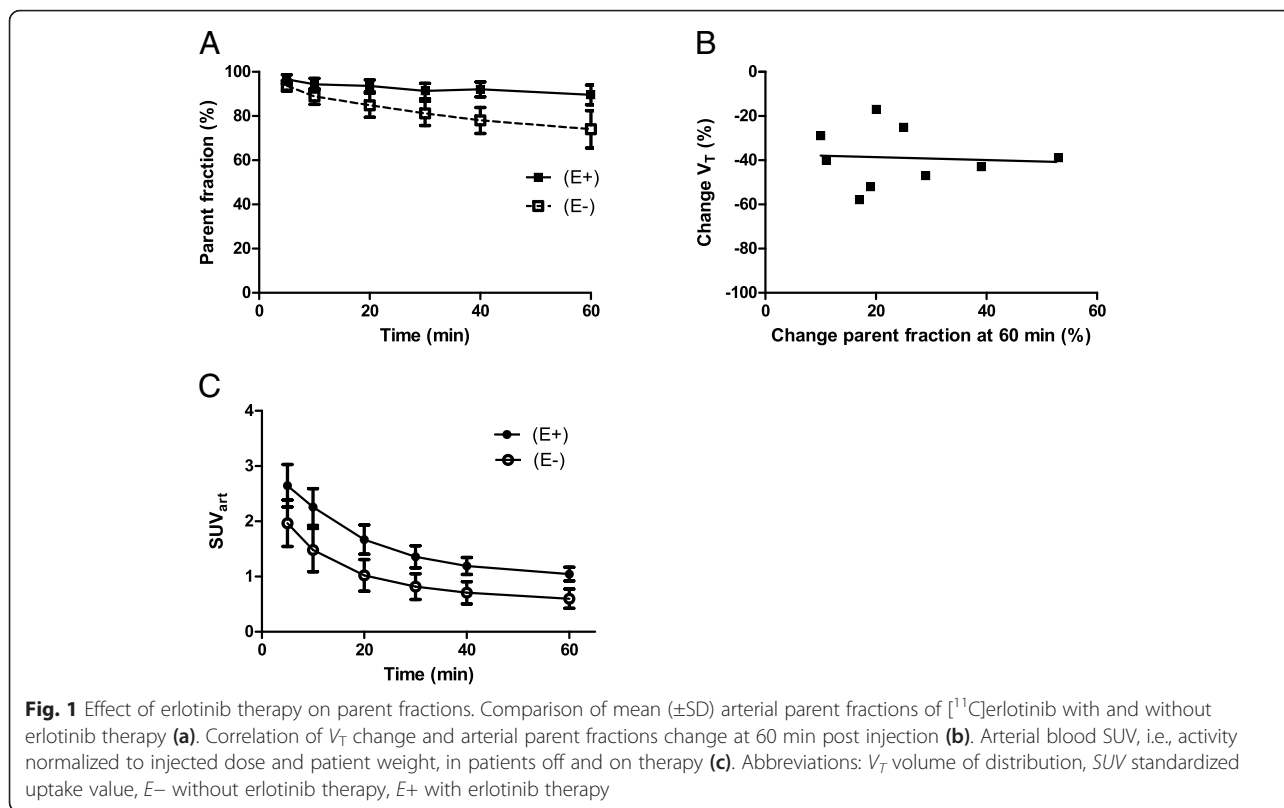 A
100
80
60
40
20
0
Parent fraction (%)
(E+)
(E-)
0 20 40 60
Time (min)
B
0
-20
-40
-60
-80
-100
Change VT (%)
0 20 40 60
Change parent fraction at 60 min (%)
C
4
3
2
1
0
SUVart
(E+)
(E-)
0 20 40 60
Time (min)
Fig. 1 Effect of erlotinib therapy on parent fractions. Comparison of mean (±SD) arterial parent fractions of [11C]erlotinib with and without
erlotinib therapy (a). Correlation of VT change and arterial parent fractions change at 60 min post injection (b). Arterial blood SUV, i.e., activity
normalized to injected dose and patient weight, in patients off and on therapy (c). Abbreviations: VT volume of distribution, SUV standardized
uptake value, E− without erlotinib therapy, E+ with erlotinib therapy